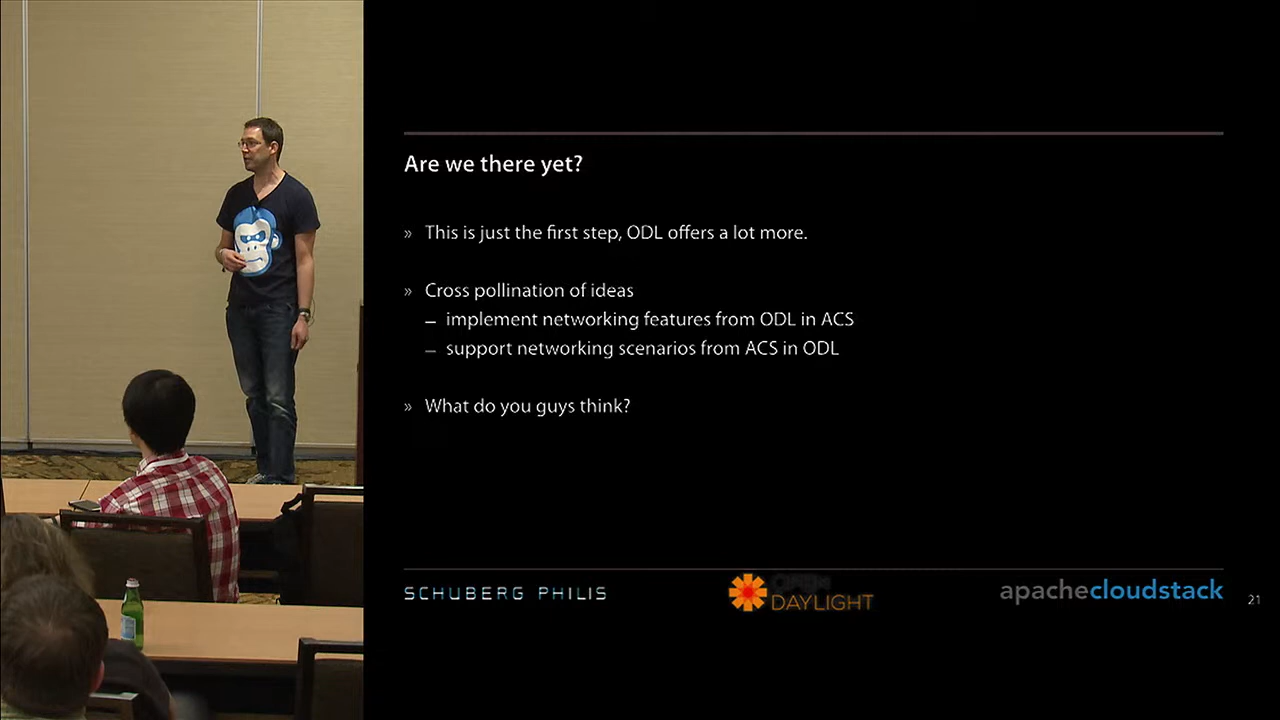 Are we there yet?
» This is just the first step, ODL offers a lot more.
» Cross pollination of ideas
– implement networking features from ODL in ACS
– support networking scenarios from ACS in ODL
» What do you guys think?
SCHUBERG PHILIS
OPEN
DAYLIGHT
apachecloudstack
21